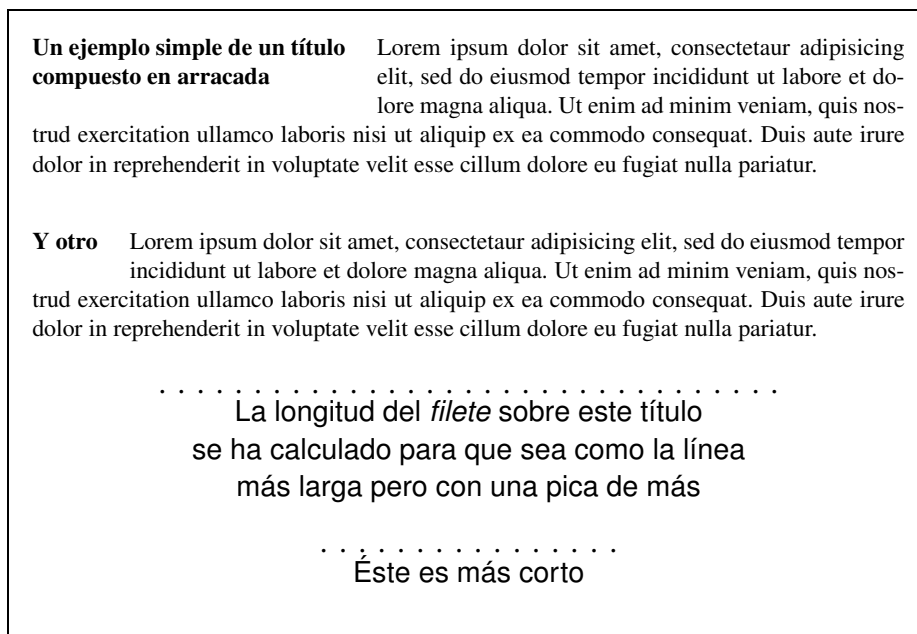 Un ejemplo simple de un título
compuesto en arracada
Lorem ipsum dolor sit amet, consectetaur adipisicing
elit, sed do eiusmod tempor incididunt ut labore et do-
lore magna aliqua. Ut enim ad minim veniam, quis nos-
trud exercitation ullamco laboris nisi ut aliquip ex ea commodo consequat. Duis aute irure
dolor in reprehenderit in voluptate velit esse cillum dolore eu fugiat nulla pariatur.
Y otro Lorem ipsum dolor sit amet, consectetaur adipisicing elit, sed do eiusmod tempor
incididunt ut labore et dolore magna aliqua. Ut enim ad minim veniam, quis nos-
trud exercitation ullamco laboris nisi ut aliquip ex ea commodo consequat. Duis aute irure
dolor in reprehenderit in voluptate velit esse cillum dolore eu fugiat nulla pariatur.
La longitud del filete sobre este título
se ha calculado para que sea como la línea
más larga pero con una pica de más
Éste es más corto